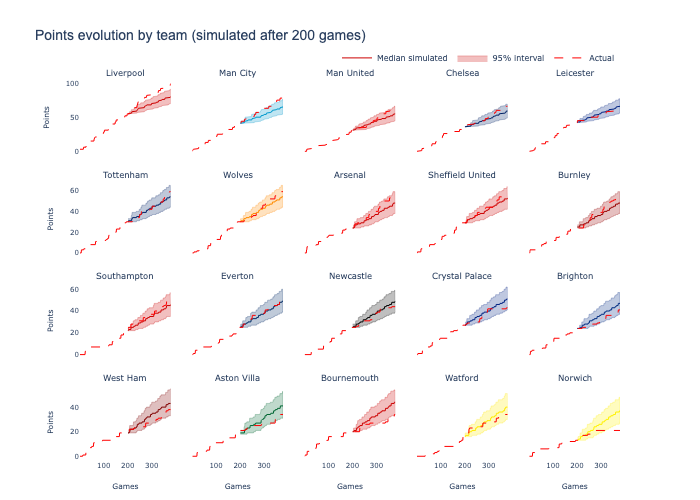 Points evolution by team (simulated after 200 games)
Median simulated 95% interval Actual
Liverpool Man City Man United Chelsea Leicester
100
50
0
Points
Tottenham Wolves Arsenal Sheffield United Burnley
60
40
20
0
Points
Southampton Everton Newcastle Crystal Palace Brighton
60
40
20
0
Points
West Ham Aston Villa Bournemouth Watford Norwich
40
20
0
Points
100 200 300 100 200 300 100 200 300 100 200 300 100 200 300
Games Games Games Games Games